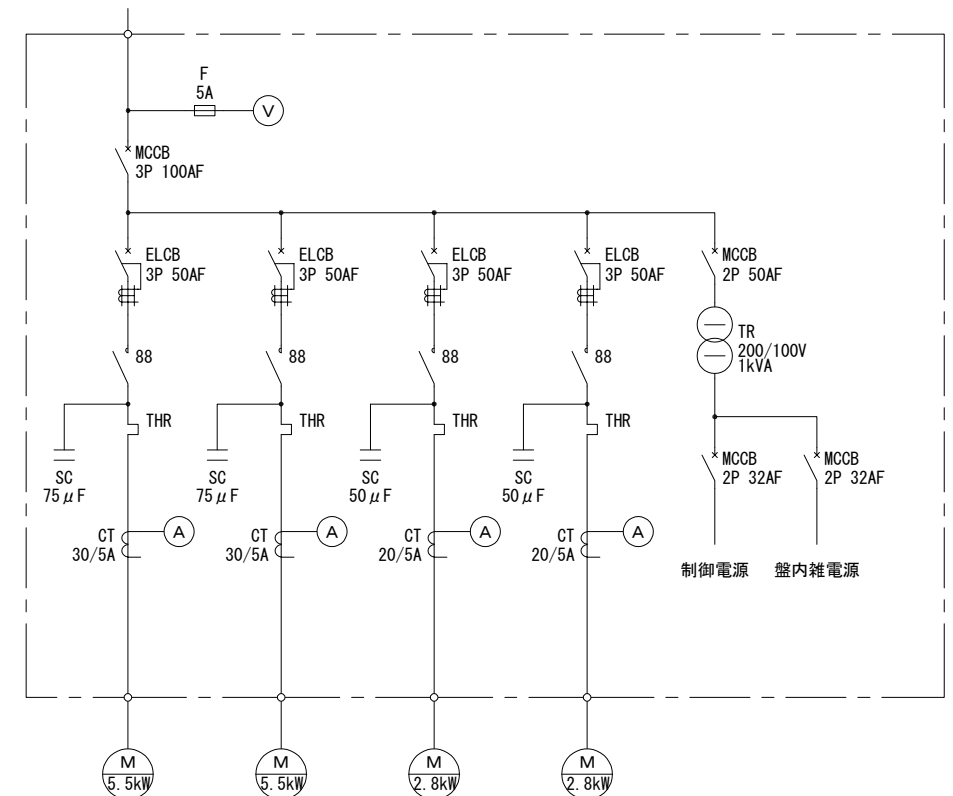 F
5A
V
MCCB
3P 100AF
ELCB
3P 50AF
ELCB
3P 50AF
ELCB
3P 50AF
ELCB
3P 50AF
MCCB
2P 50AF
TR
200/100V
1kVA
88
88
88
88
THR
THR
THR
THR
SC
75μF
SC
75μF
SC
50μF
SC
50μF
MCCB
2P 32AF
MCCB
2P 32AF
CT
30/5A
A
CT
30/5A
A
CT
20/5A
A
CT
20/5A
A
制御電源
盤内雑電源
M
5.5kW
M
5.5kW
M
2.8kW
M
2.8kW